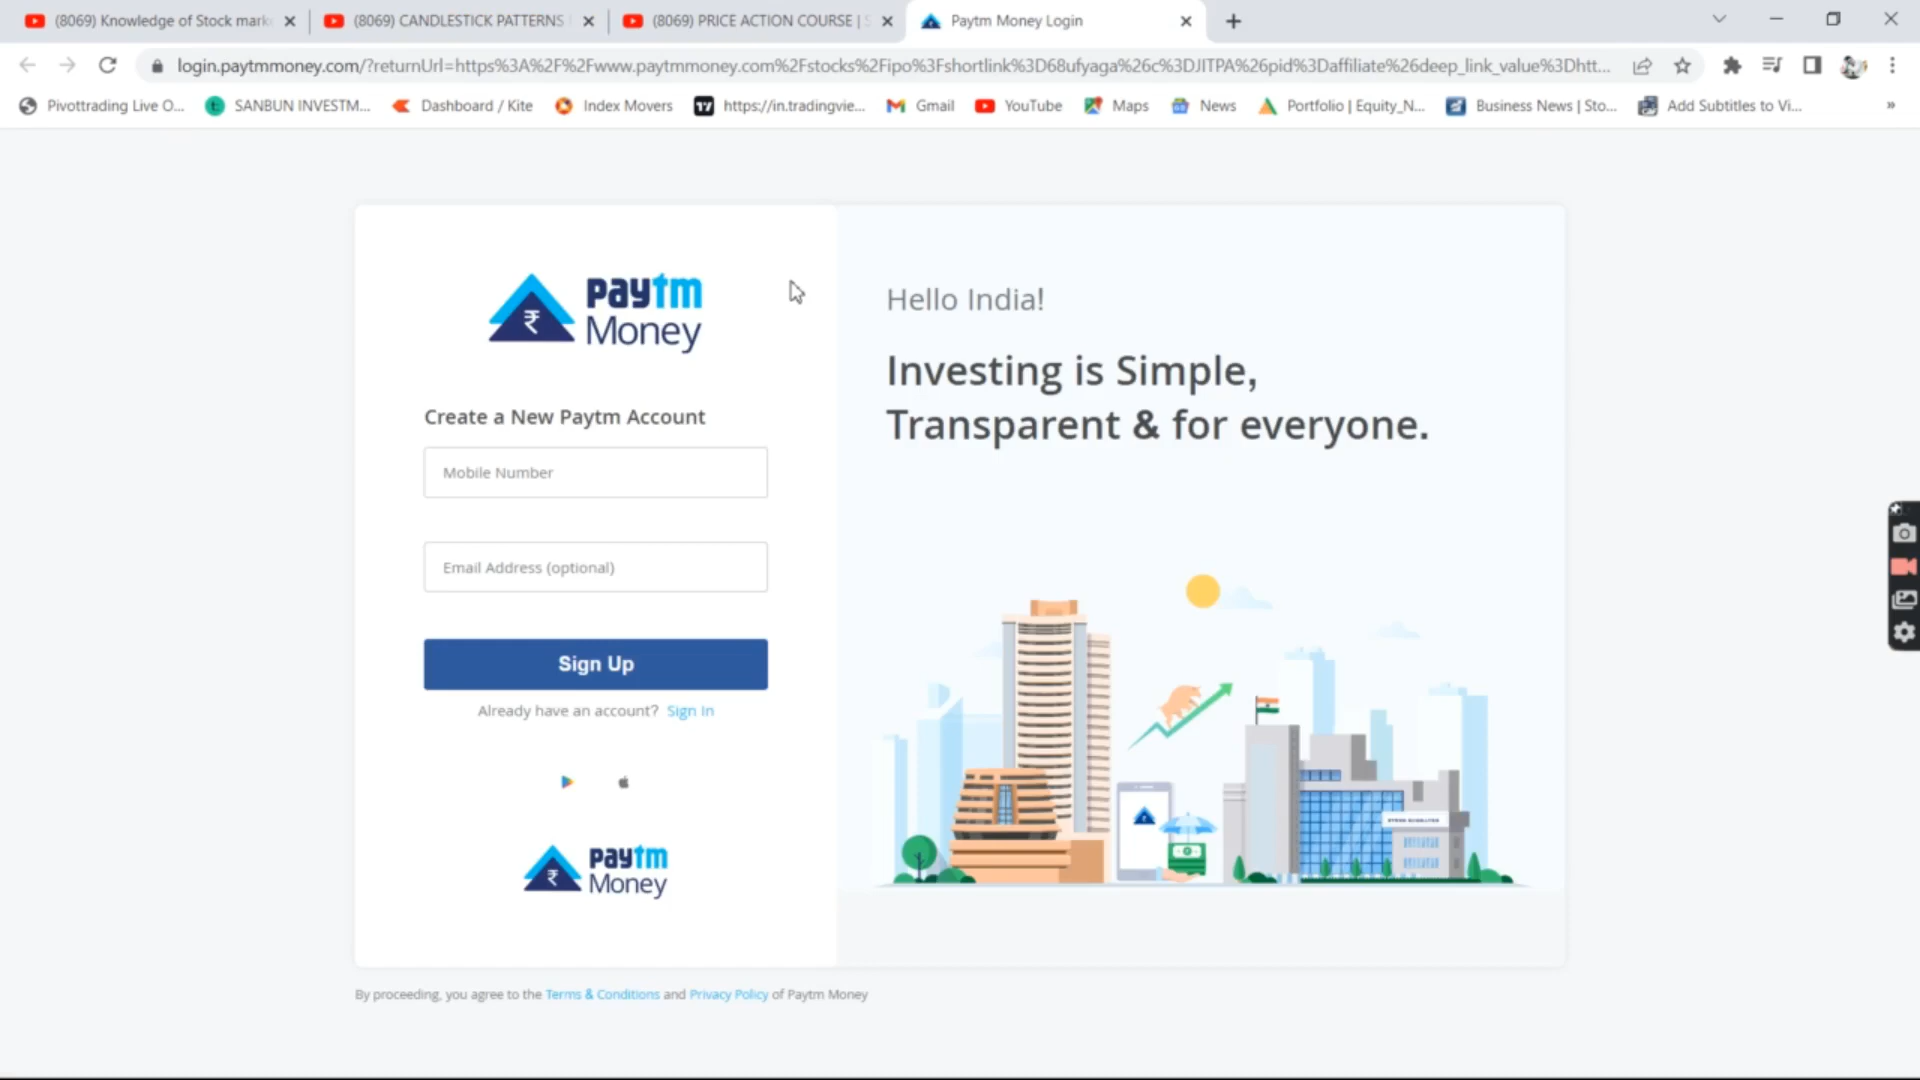 (8069) Knowledge of Stock mark
(8069) CANDLESTICK PATTERNS
(8069) PRICE ACTION COURSE | S
Paytm Money Login
login.paytmmoney.com/?returnUrl=https%3A%2F%2Fwww.paytmmoney.com%2Fstocks%2Fipo%3Fshortlink%3D68ufyaga%26c%3DJITPA%26pid%3Daffiliate%26deep_link_value%3Dhtt...
Pivottrading Live O...
SANBUN INVESTM...
Dashboard / Kite
Index Movers
https://in.tradingvie...
Gmail
YouTube
Maps
News
Portfolio | Equity_N...
Business News | Sto...
Add Subtitles to Vi...
»
paytm
Money
Create a New Paytm Account
Mobile Number
Email Address (optional)
Sign Up
Already have an account? Sign In
paytm
Money
Hello India!
Investing is Simple,
Transparent & for everyone.
By proceeding, you agree to the Terms & Conditions and Privacy Policy of Paytm Money